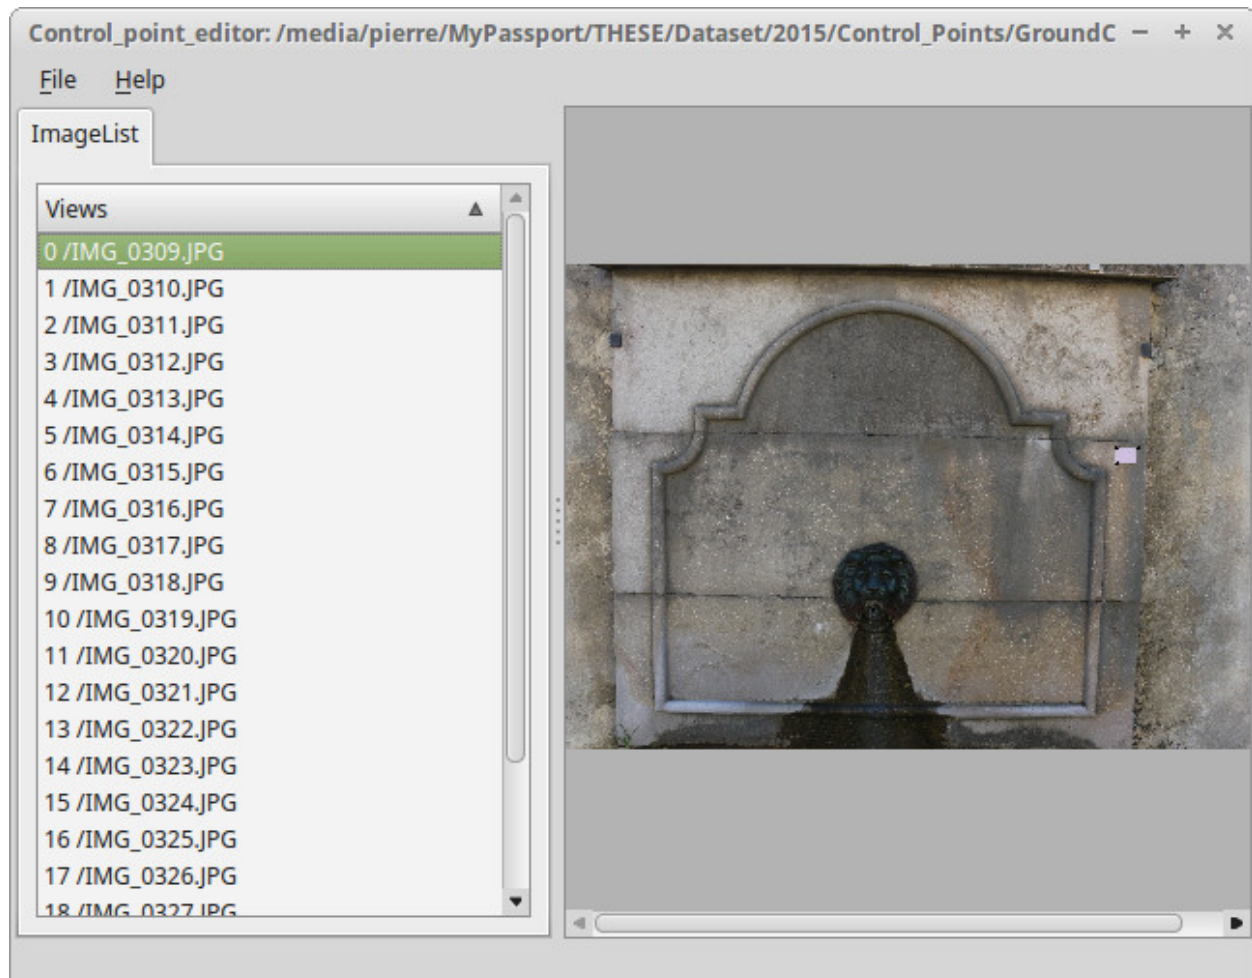 Control_point_editor: /media/pierre/MyPassport/THESE/Dataset/2015/Control_Points/GroundC
File Help
ImageList
Views
0 /IMG_0309.JPG
1 /IMG_0310.JPG
2 /IMG_0311.JPG
3 /IMG_0312.JPG
4 /IMG_0313.JPG
5 /IMG_0314.JPG
6 /IMG_0315.JPG
7 /IMG_0316.JPG
8 /IMG_0317.JPG
9 /IMG_0318.JPG
10 /IMG_0319.JPG
11 /IMG_0320.JPG
12 /IMG_0321.JPG
13 /IMG_0322.JPG
14 /IMG_0323.JPG
15 /IMG_0324.JPG
16 /IMG_0325.JPG
17 /IMG_0326.JPG
18 /IMG_0327.JPG